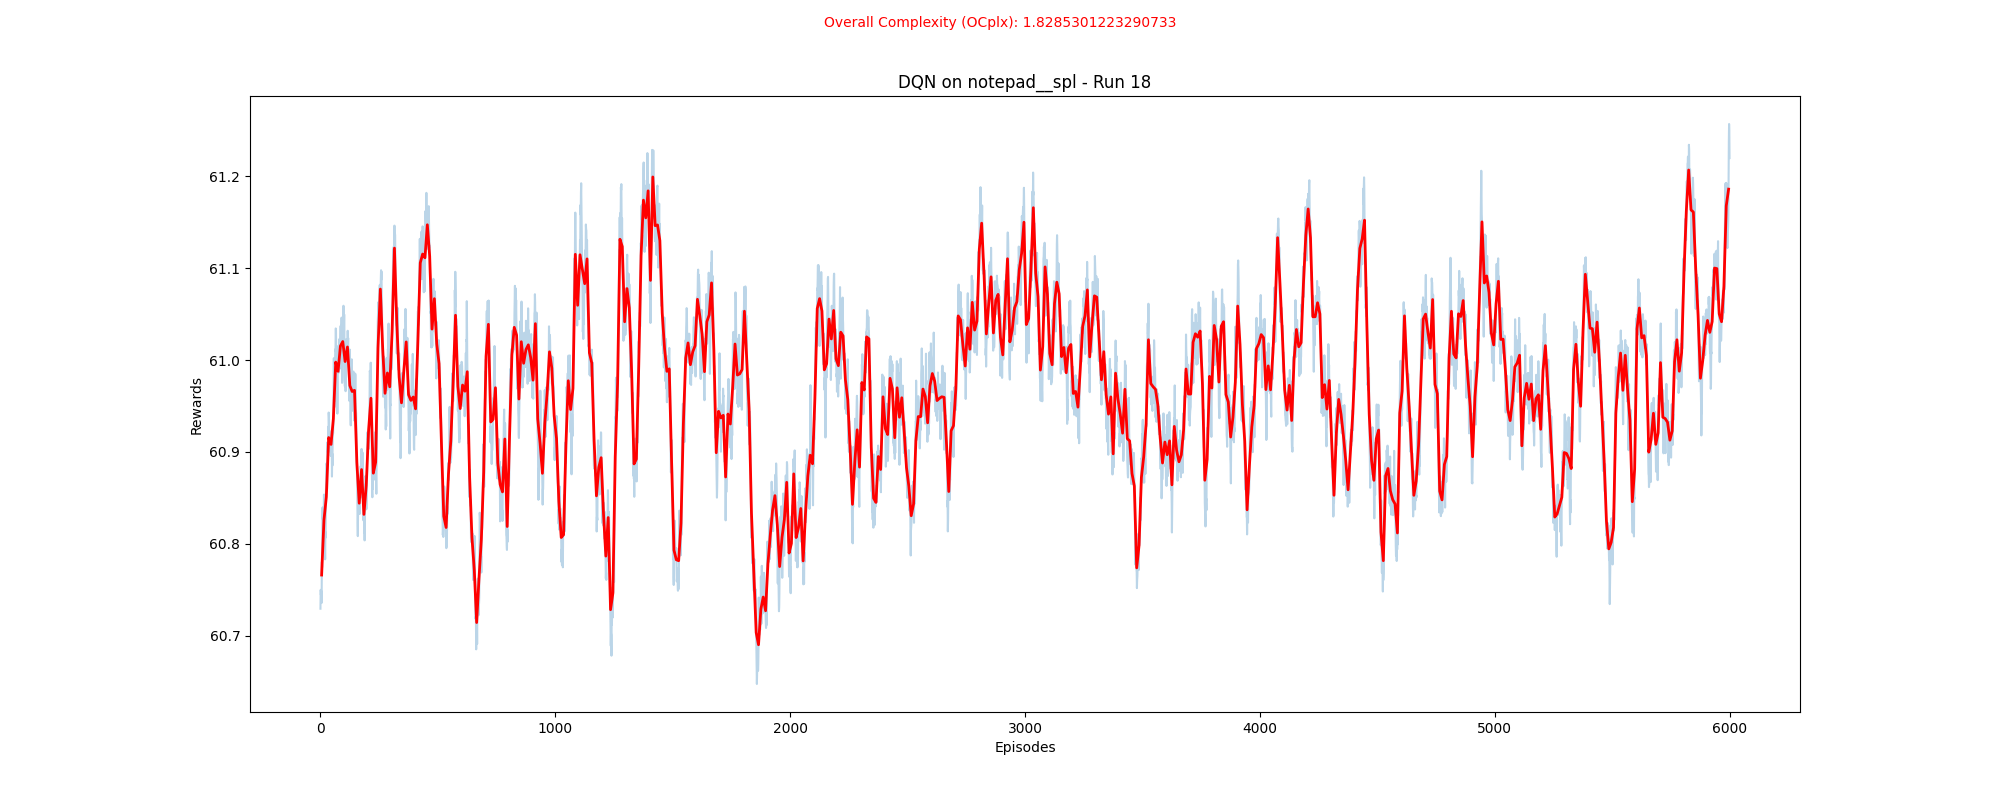 Overall Complexity (OCplx): 1.8285301223290733
DQN on notepad__spl - Run 18
61.2
61.1
61.0
60.9
60.8
60.7
Rewards
0 1000 2000 3000 4000 5000 6000
Episodes